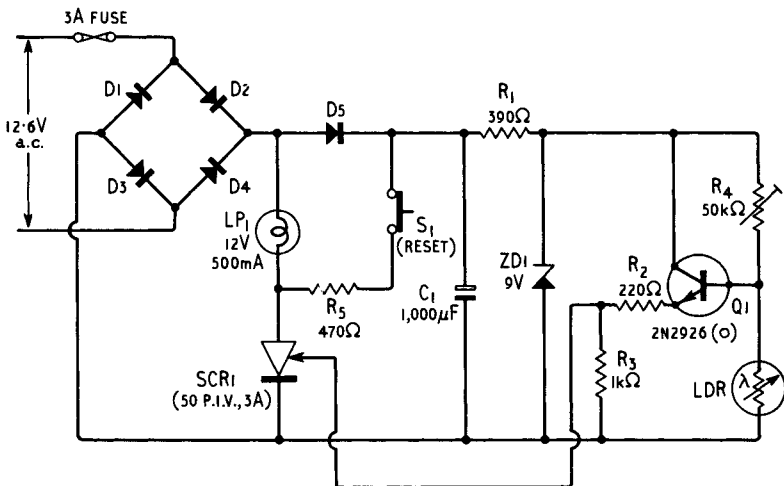 3A FUSE
12·6V
a.c.
D1
D2
D3
D4
D5
R1
390Ω
LP1
12V
500mA
S1
(RESET)
R5
470Ω
C1
1,000μF
ZD1
9V
R4
50kΩ
R2
220Ω
Q1
2N2926 (O)
R3
1kΩ
λ
LDR
SCR1
(50 P.I.V., 3A)